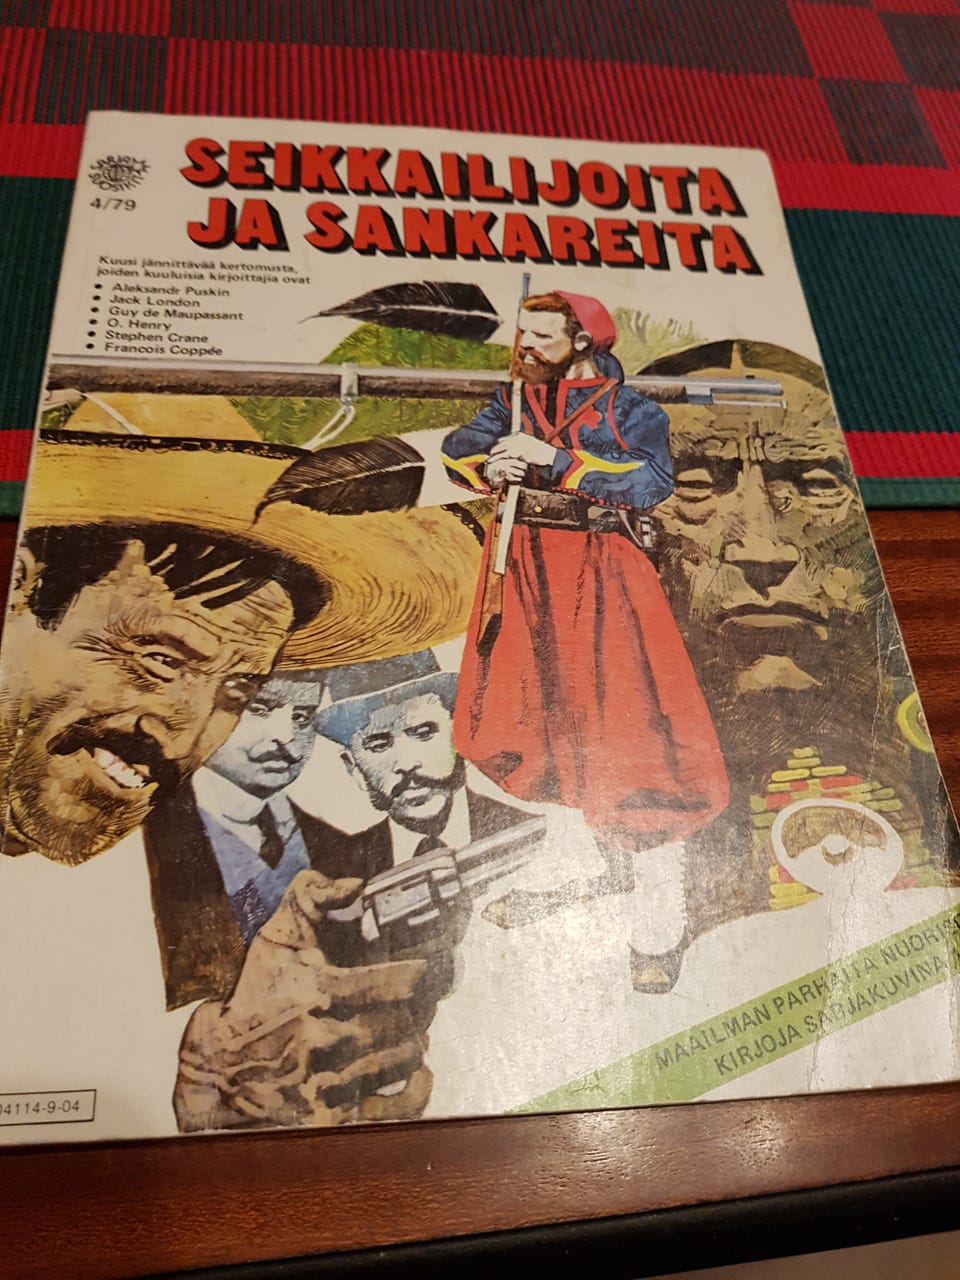 SEIKKAILIJOITA
JA SANKAREITA
4/79
Kuusi jännittävää kertomusta,
joiden kuuluisia kirjoittajia ovat
• Aleksandr Puskin
• Jack London
• Guy de Maupassant
• O. Henry
• Stephen Crane
• Francois Coppée
MAAILMAN PARHAITA
KIRJOJA SARJAKUVINA
04114-9-04